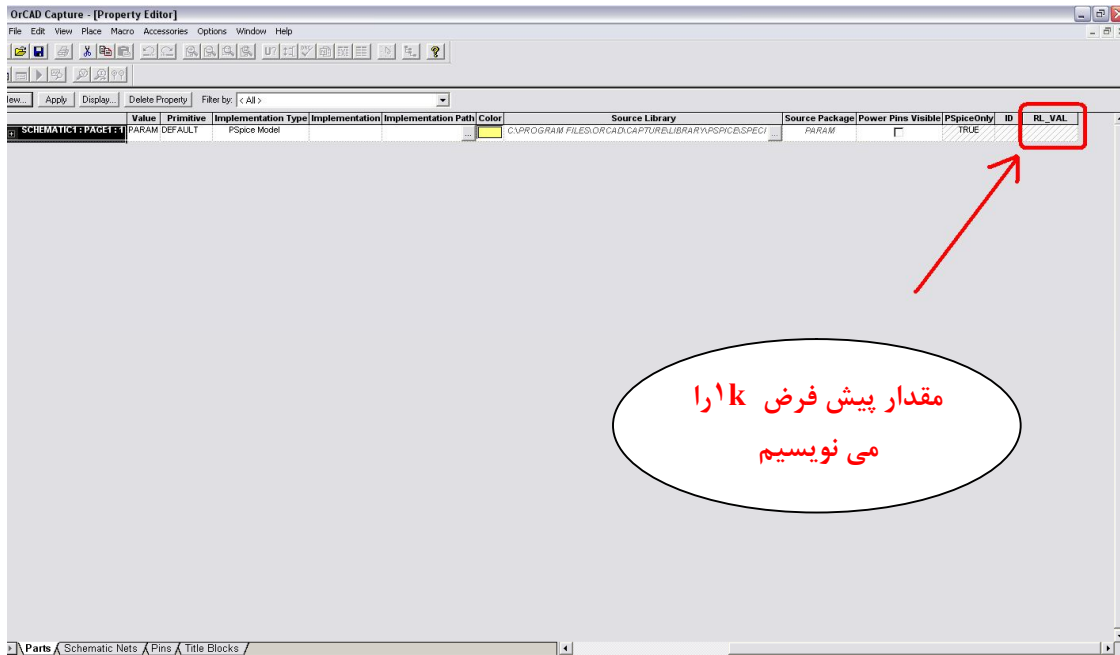 OrCAD Capture - [Property Editor]
File Edit View Place Macro Accessories Options Window Help
U?
Apply Display... Delete Property Filter by: < All >
Value Primitive Implementation Type Implementation Implementation Path Color Source Library Source Package Power Pins Visible PSpiceOnly ID RL_VAL
SCHEMATIC1 : PAGE1 : 1 PARAM DEFAULT PSpice Model ... C:\PROGRAM FILES\ORCAD\CAPTURE\LIBRARY\PSPICE\SPECI ... PARAM TRUE
مقدار پیش فرض ۱k را
می نویسیم
Parts Schematic Nets Pins Title Blocks